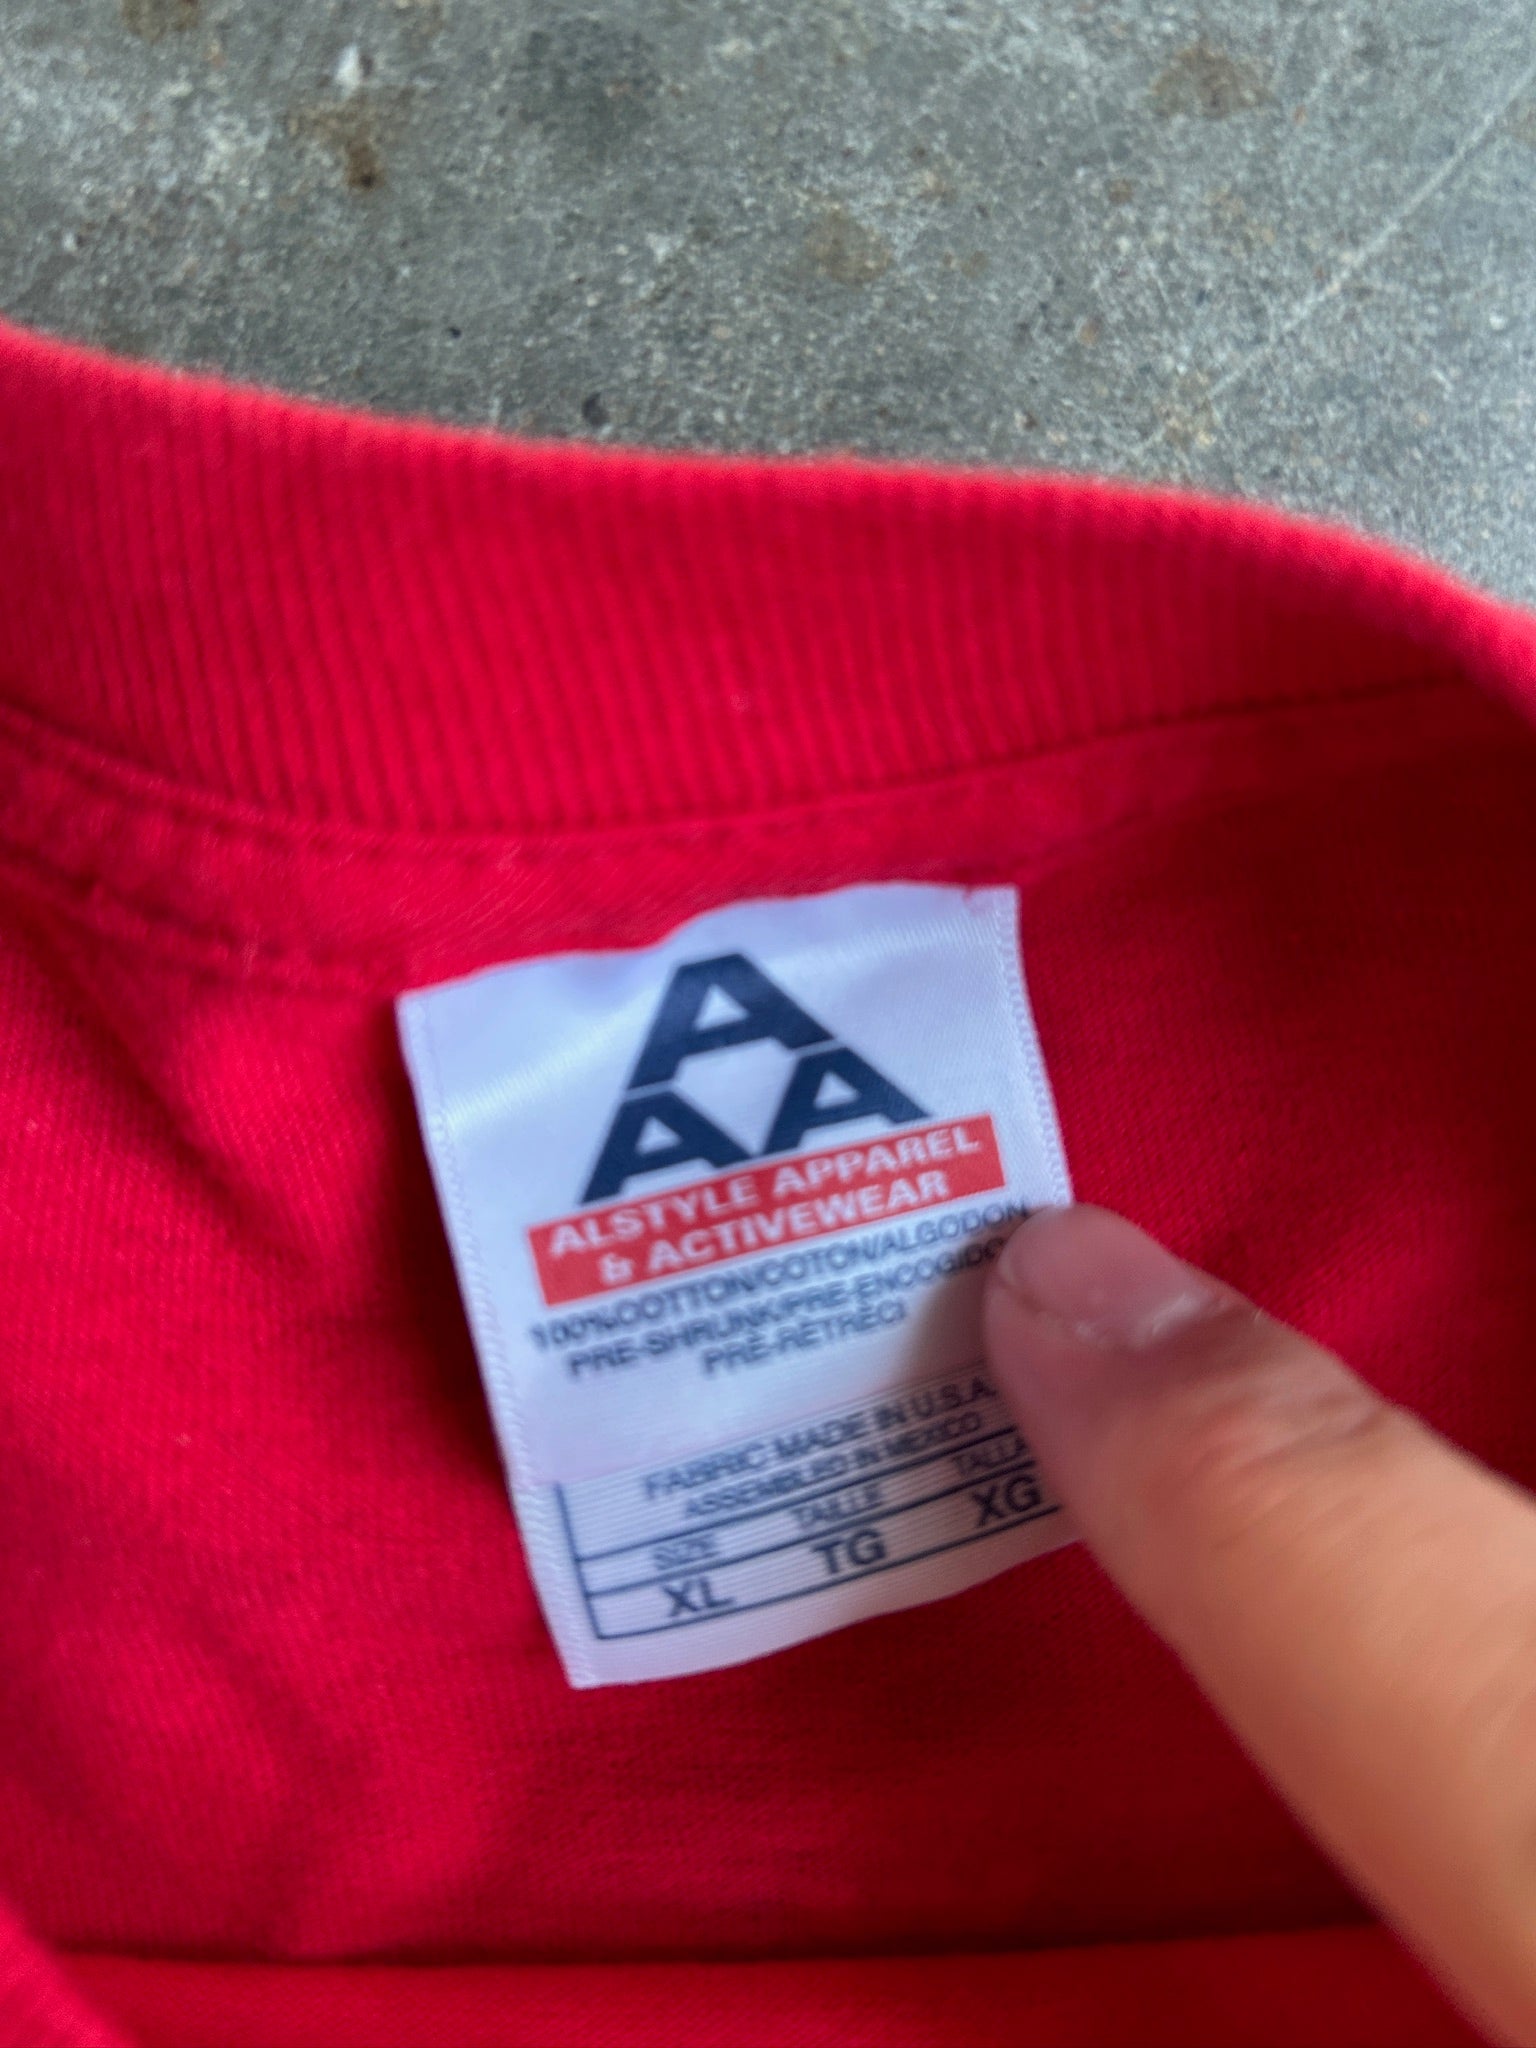 A
AA
ALSTYLE APPAREL
& ACTIVEWEAR
100%COTTON/COTON/ALGODON
PRE-SHRUNK/PRE-ENCOGIDO
PRÉ-RÉTRÉCI
FABRIC MADE IN U.S.A.
ASSEMBLED IN MEXICO
SIZE TAILLE TALLA
XL TG XG